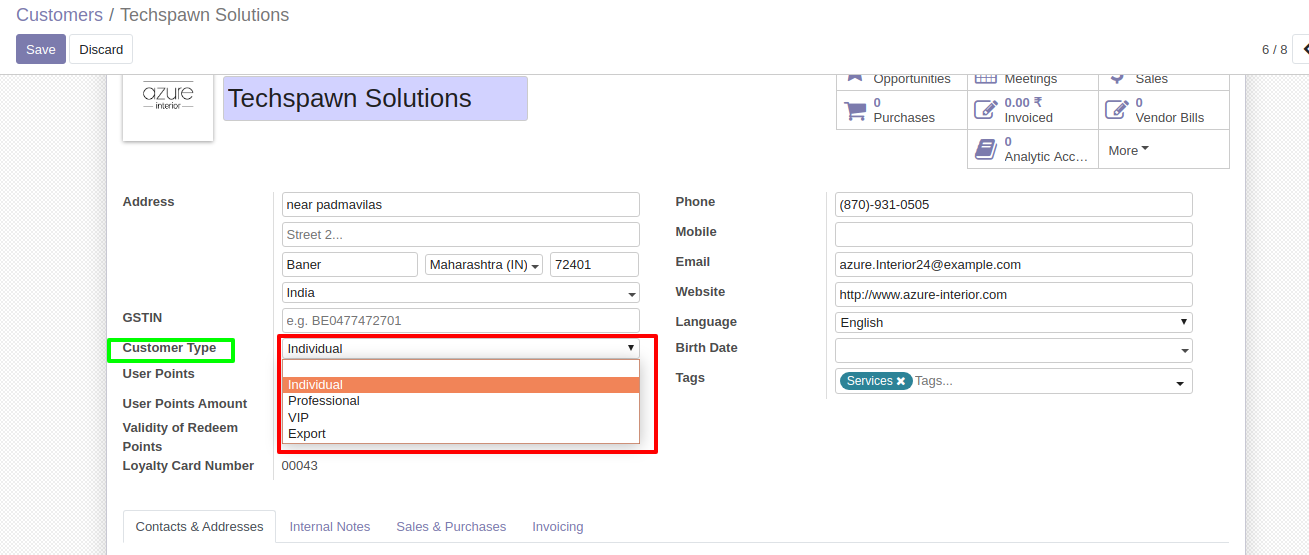 Customers / Techspawn Solutions
Save Discard
6 / 8
azure
interior
Techspawn Solutions
Opportunities
Meetings
Sales
0
Purchases
0.00 ₹
Invoiced
0
Vendor Bills
0
Analytic Acc...
More
Address
near padmavilas
Street 2...
Baner
Maharashtra (IN)
72401
India
GSTIN
e.g. BE0477472701
Customer Type
Individual
Individual
Professional
VIP
Export
User Points
User Points Amount
Validity of Redeem
Points
Loyalty Card Number
00043
Phone
(870)-931-0505
Mobile
Email
azure.Interior24@example.com
Website
http://www.azure-interior.com
Language
English
Birth Date
Tags
Services ✖ Tags...
Contacts & Addresses
Internal Notes
Sales & Purchases
Invoicing